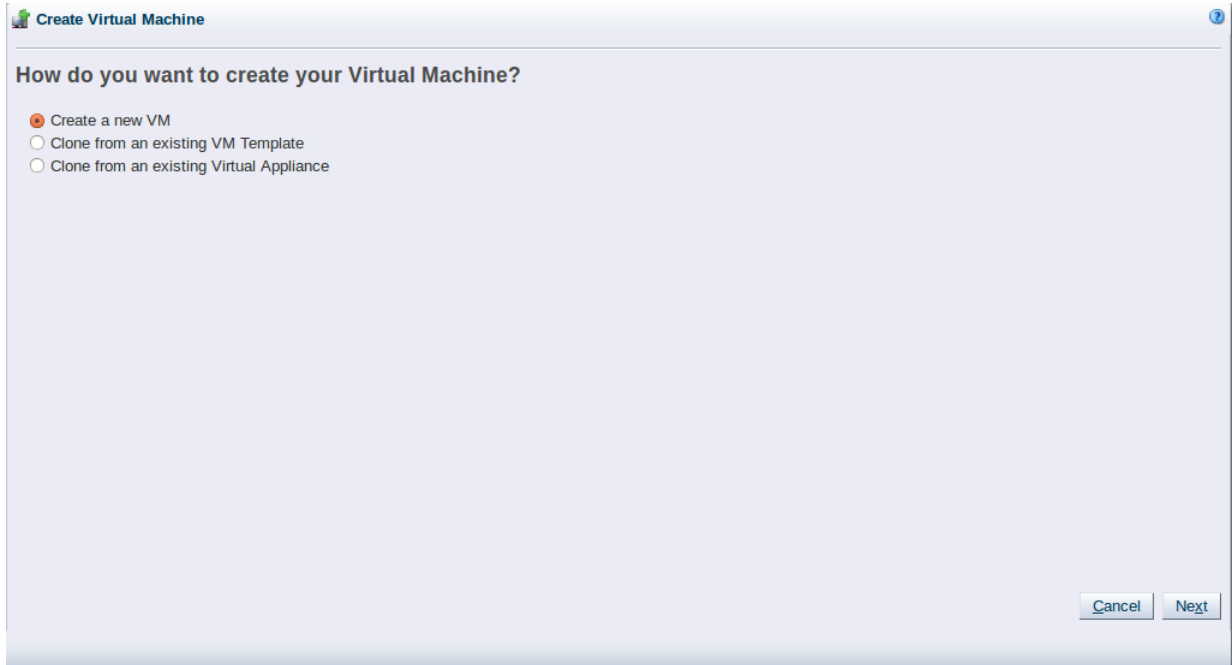 Create Virtual Machine
?
How do you want to create your Virtual Machine?
Create a new VM
Clone from an existing VM Template
Clone from an existing Virtual Appliance
Cancel Next